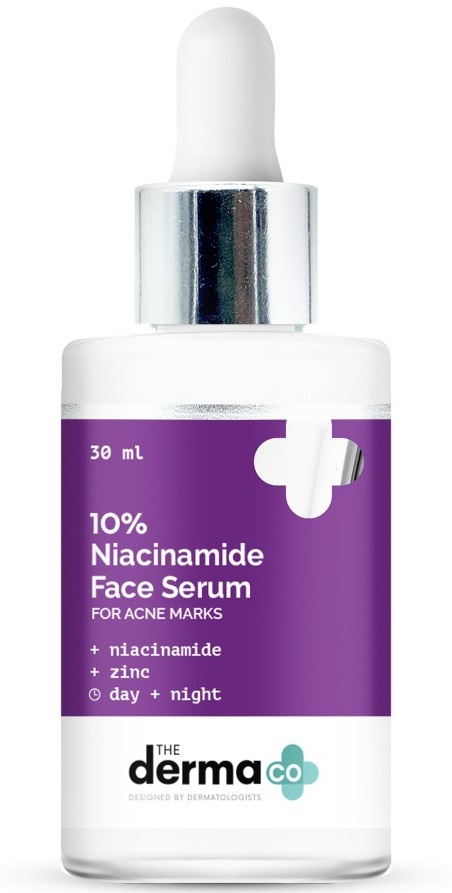 30 ml
10%
Niacinamide
Face Serum
FOR ACNE MARKS
+ niacinamide
+ zinc
day + night
THE
derma co
DESIGNED BY DERMATOLOGISTS